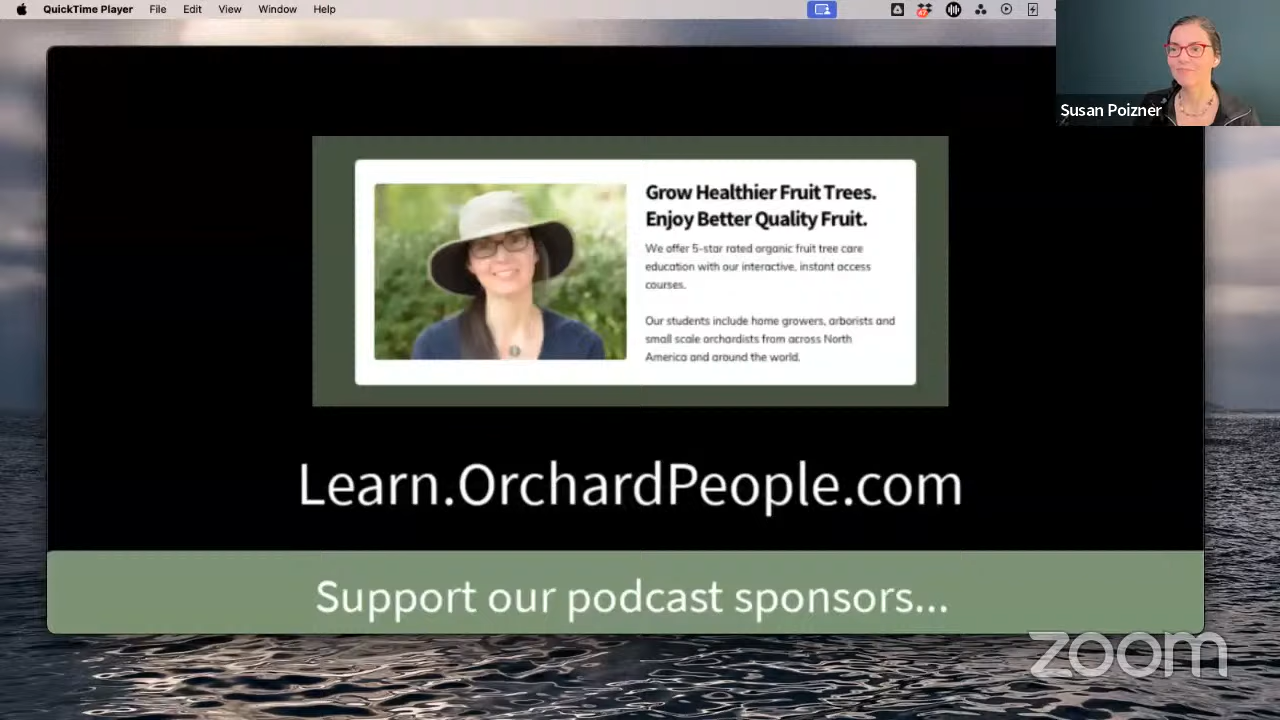 QuickTime Player File Edit View Window Help
Susan Poizner
Grow Healthier Fruit Trees.
Enjoy Better Quality Fruit.
We offer 5-star rated organic fruit tree care
education with our interactive, instant access
courses.
Our students include home growers, arborists and
small scale orchardists from across North
America and around the world.
Learn.OrchardPeople.com
Support our podcast sponsors...
zoom